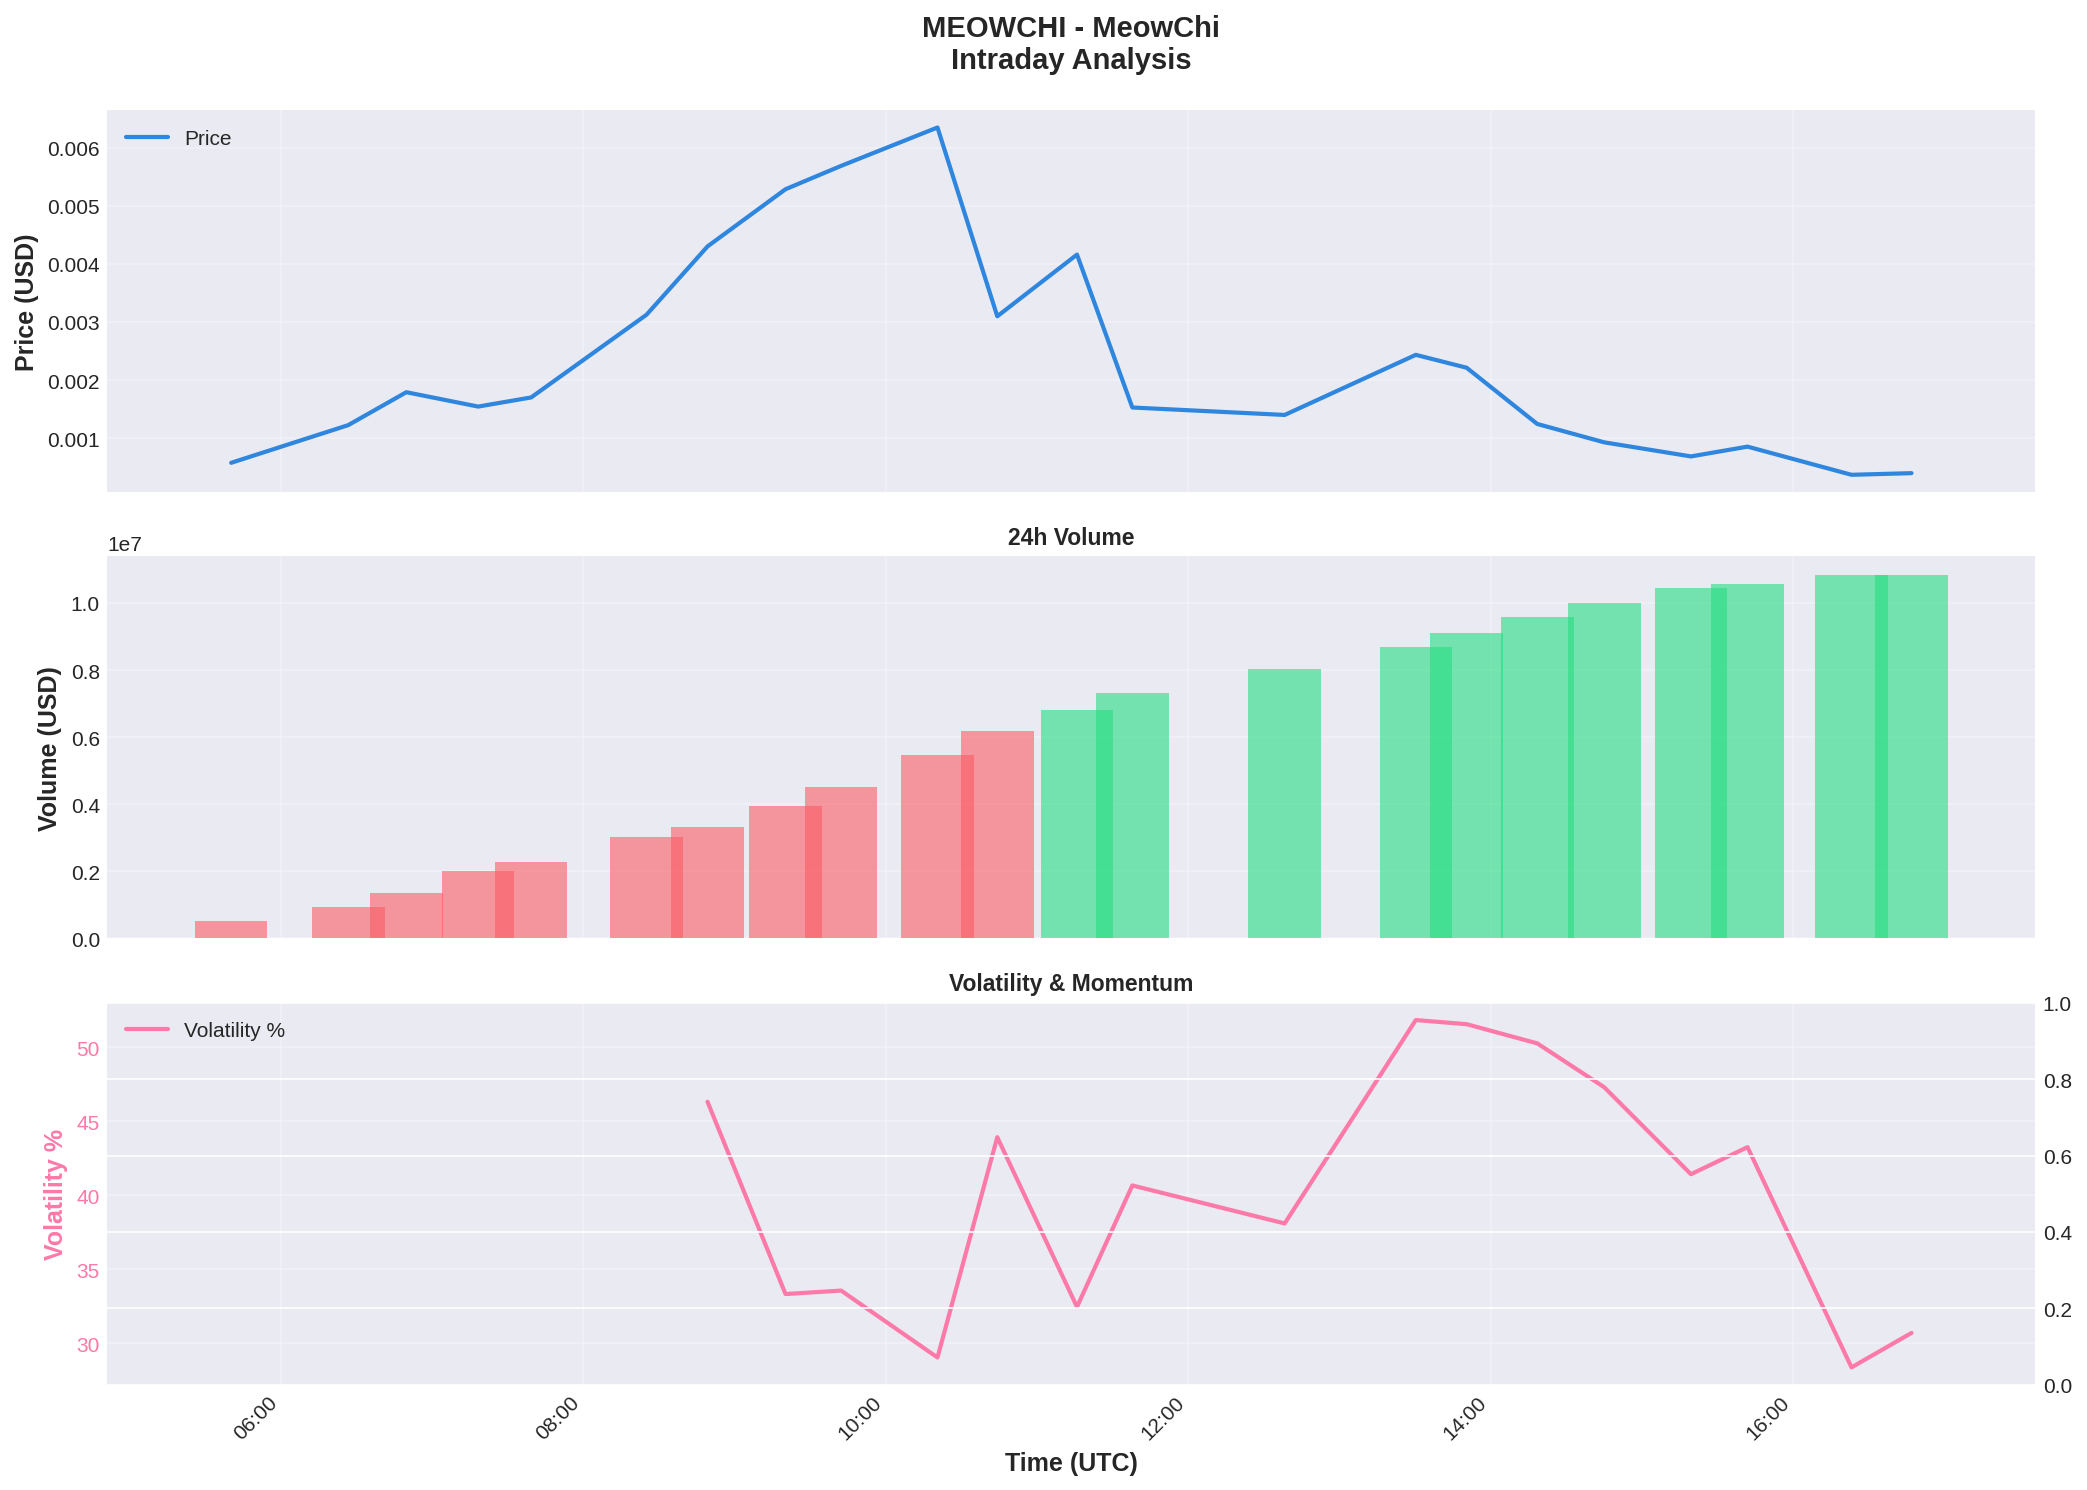 MEOWCHI - MeowChi
Intraday Analysis
Price
Price (USD)
0.006
0.005
0.004
0.003
0.002
0.001
24h Volume
1e7
Volume (USD)
1.0
0.8
0.6
0.4
0.2
0.0
Volatility & Momentum
Volatility %
Volatility %
50
45
40
35
30
1.0
0.8
0.6
0.4
0.2
0.0
06:00
08:00
10:00
12:00
14:00
16:00
Time (UTC)